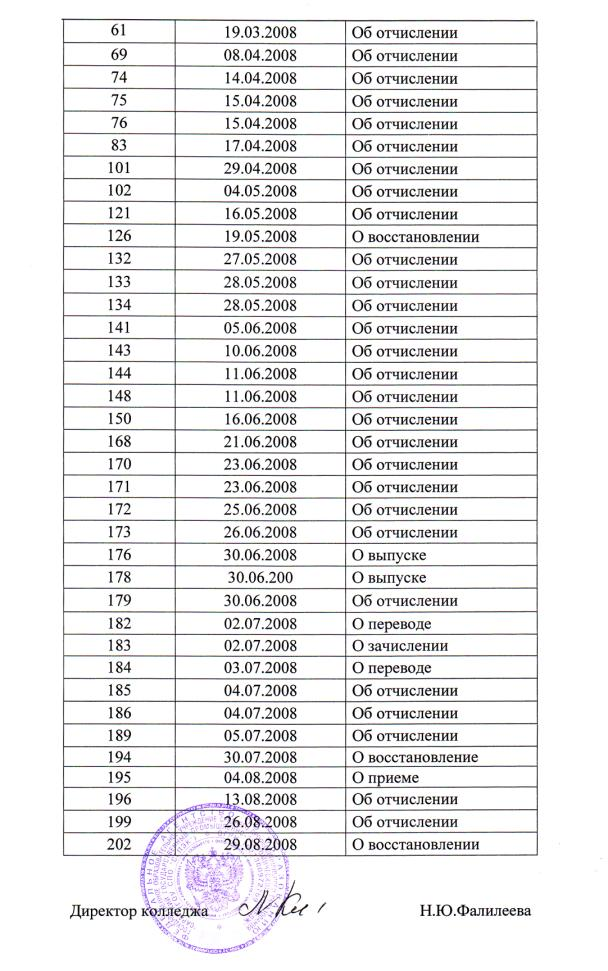 61 19.03.2008 Об отчислении
69 08.04.2008 Об отчислении
74 14.04.2008 Об отчислении
75 15.04.2008 Об отчислении
76 15.04.2008 Об отчислении
83 17.04.2008 Об отчислении
101 29.04.2008 Об отчислении
102 04.05.2008 Об отчислении
121 16.05.2008 Об отчислении
126 19.05.2008 О восстановлении
132 27.05.2008 Об отчислении
133 28.05.2008 Об отчислении
134 28.05.2008 Об отчислении
141 05.06.2008 Об отчислении
143 10.06.2008 Об отчислении
144 11.06.2008 Об отчислении
148 11.06.2008 Об отчислении
150 16.06.2008 Об отчислении
168 21.06.2008 Об отчислении
170 23.06.2008 Об отчислении
171 23.06.2008 Об отчислении
172 25.06.2008 Об отчислении
173 26.06.2008 Об отчислении
176 30.06.2008 О выпуске
178 30.06.200 О выпуске
179 30.06.2008 Об отчислении
182 02.07.2008 О переводе
183 02.07.2008 О зачислении
184 03.07.2008 О переводе
185 04.07.2008 Об отчислении
186 04.07.2008 Об отчислении
189 05.07.2008 Об отчислении
194 30.07.2008 О восстановление
195 04.08.2008 О приеме
196 13.08.2008 Об отчислении
199 26.08.2008 Об отчислении
202 29.08.2008 О восстановлении
Директор колледжа Н.Ю.Фалилеева